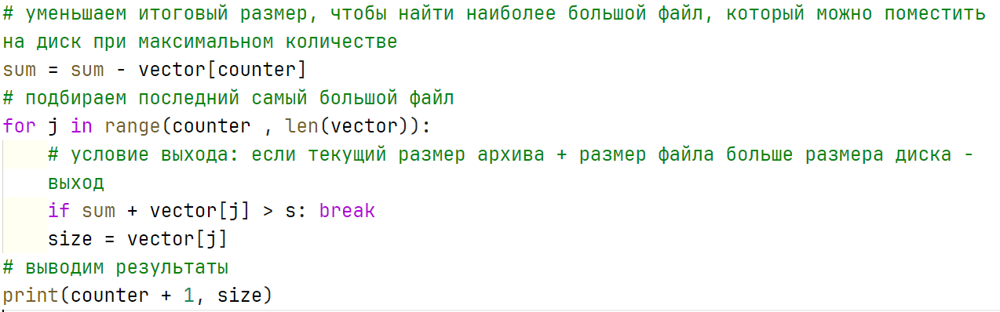 # уменьшаем итоговый размер, чтобы найти наиболее большой файл, который можно поместить
на диск при максимальном количестве
sum = sum - vector[counter]
# подбираем последний самый большой файл
for j in range(counter , len(vector)):
    # условие выхода: если текущий размер архива + размер файла больше размера диска -
    выход
    if sum + vector[j] > s: break
    size = vector[j]
# выводим результаты
print(counter + 1, size)